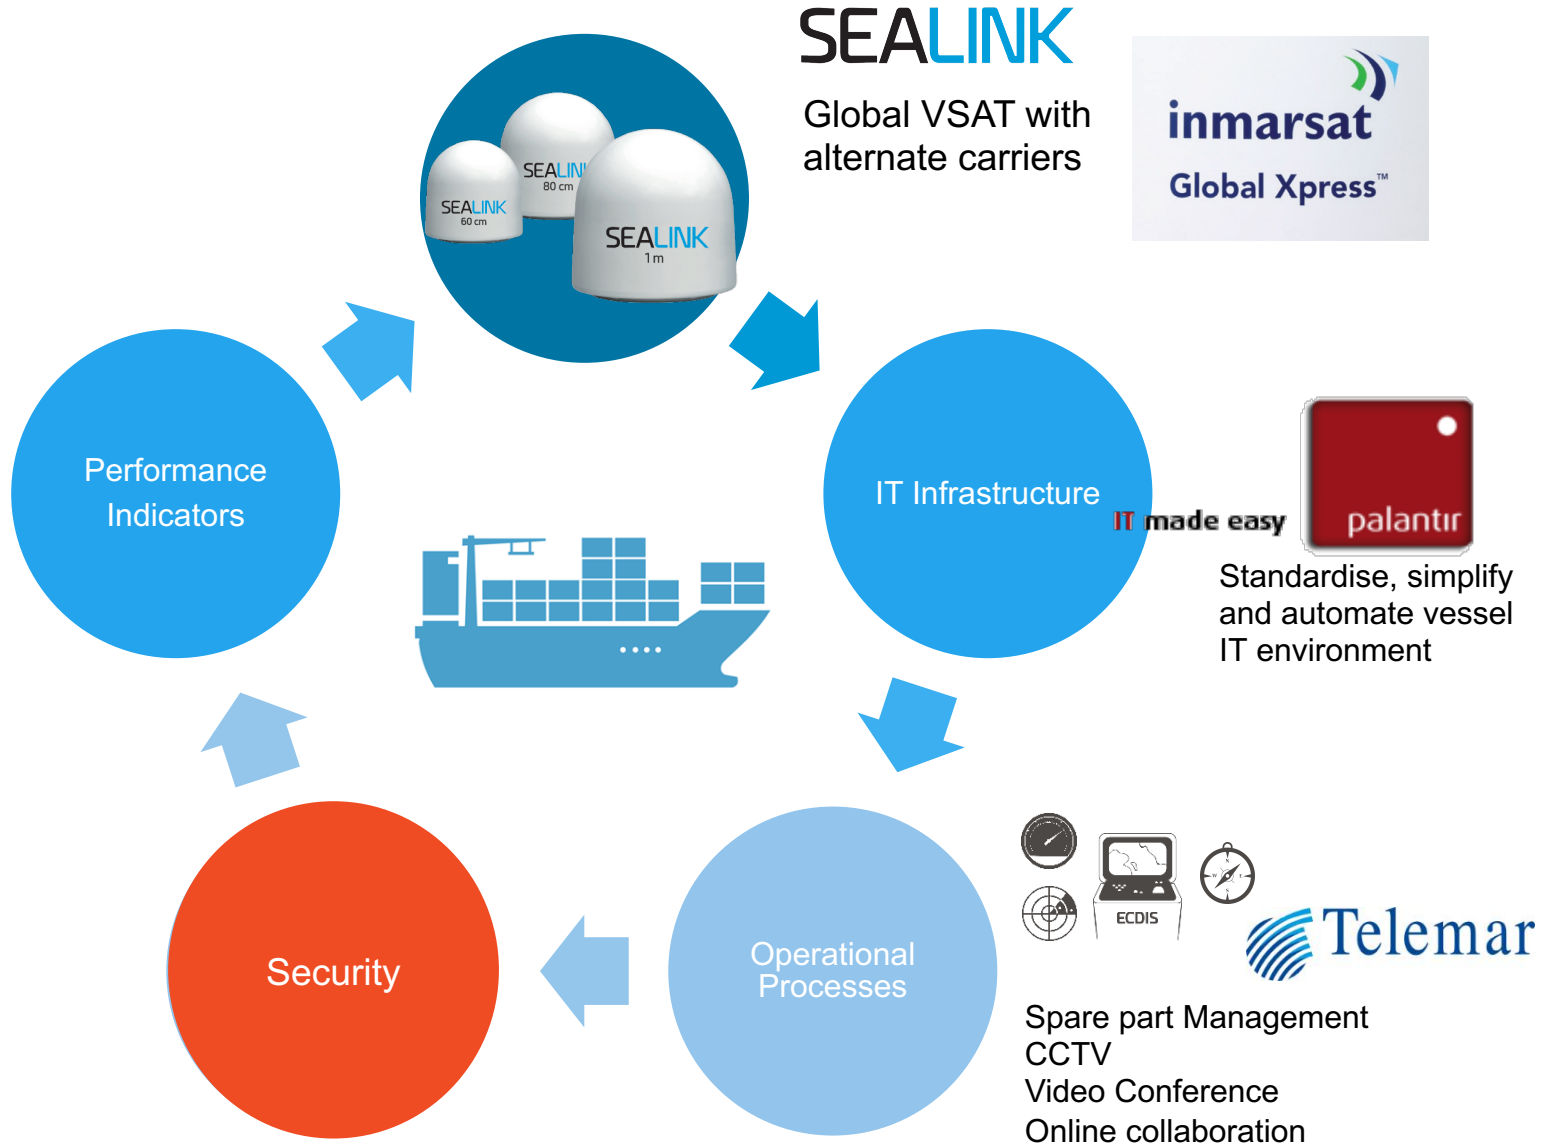 SEALINK
Global VSAT with
alternate carriers
inmarsat
Global Xpress™
SEALINK
80 cm
SEALINK
60 cm
SEALINK
1 m
Performance
Indicators
IT Infrastructure
IT made easy
palantir
Standardise, simplify
and automate vessel
IT environment
ECDIS
Telemar
Security
Operational
Processes
Spare part Management
CCTV
Video Conference
Online collaboration